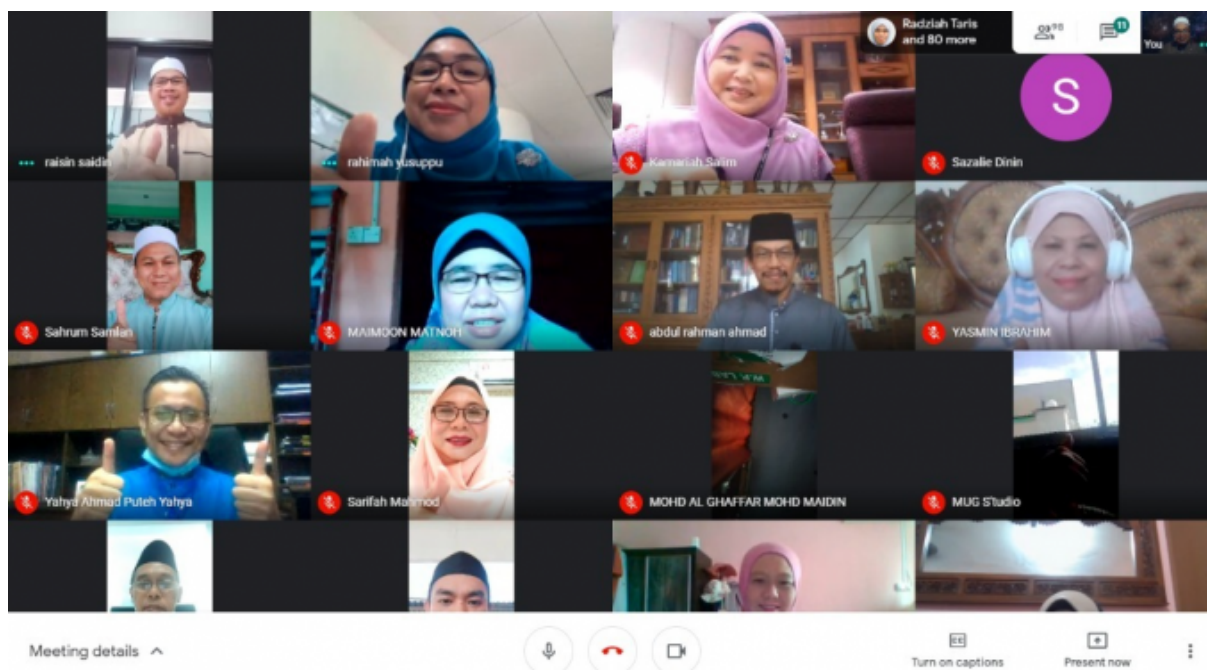 Radziah Taris
and 80 more
98
11
You
raisin saidin
rahimah yusuppu
Kamariah Salim
S
Sazalie Dinin
Sahrum Samlan
MAIMOON MATNOH
abdul rahman ahmad
YASMIN IBRAHIM
Yahya Ahmad Puteh Yahya
Sarifah Mahmod
MOHD AL GHAFFAR MOHD MAIDIN
MUG S'tudio
Meeting details
Turn on captions
Present now